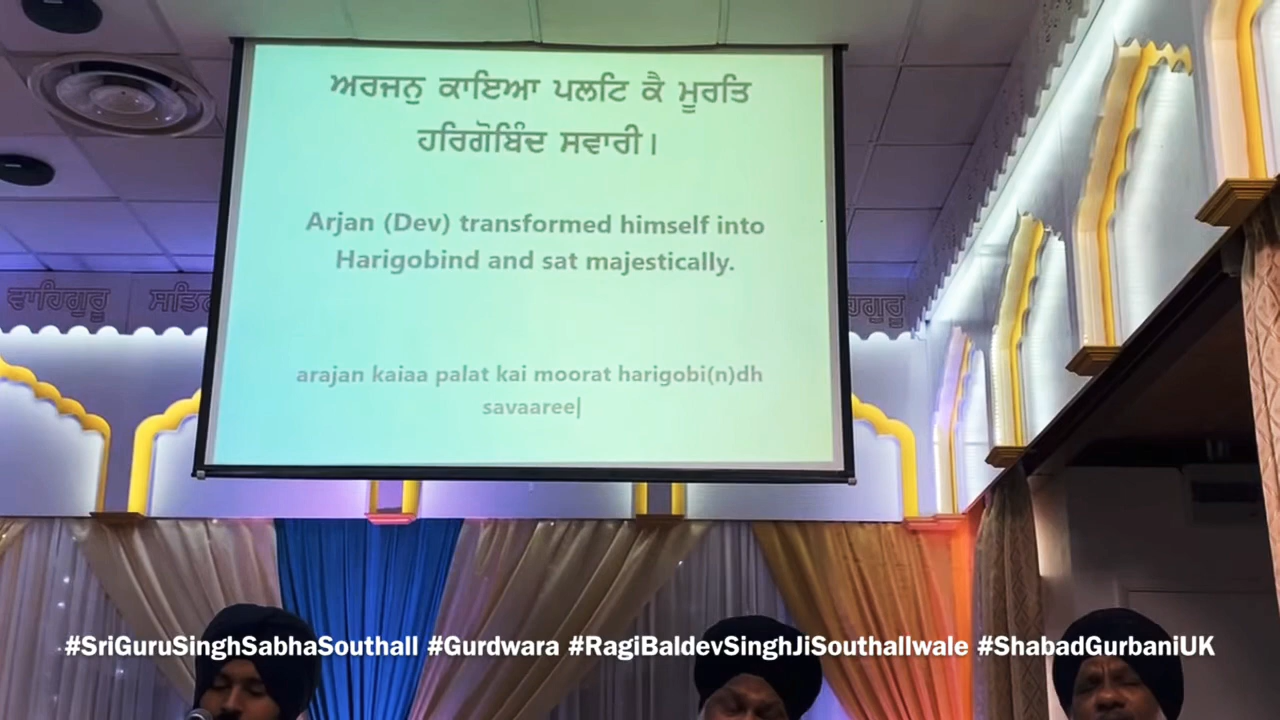 ਅਰਜਨੁ ਕਾਇਆ ਪਲਟਿ ਕੈ ਮੂਰਤਿ
ਹਰਿਗੋਬਿੰਦ ਸਵਾਰੀ।
Arjan (Dev) transformed himself into
Harigobind and sat majestically.
arajan kaiaa palat kai moorat harigobi(n)dh
savaaree|
ਵਾਹਿਗੁਰੂ
#SriGuruSinghSabhaSouthall #Gurdwara #RagiBaldevSinghJiSouthallwale #ShabadGurbaniUK